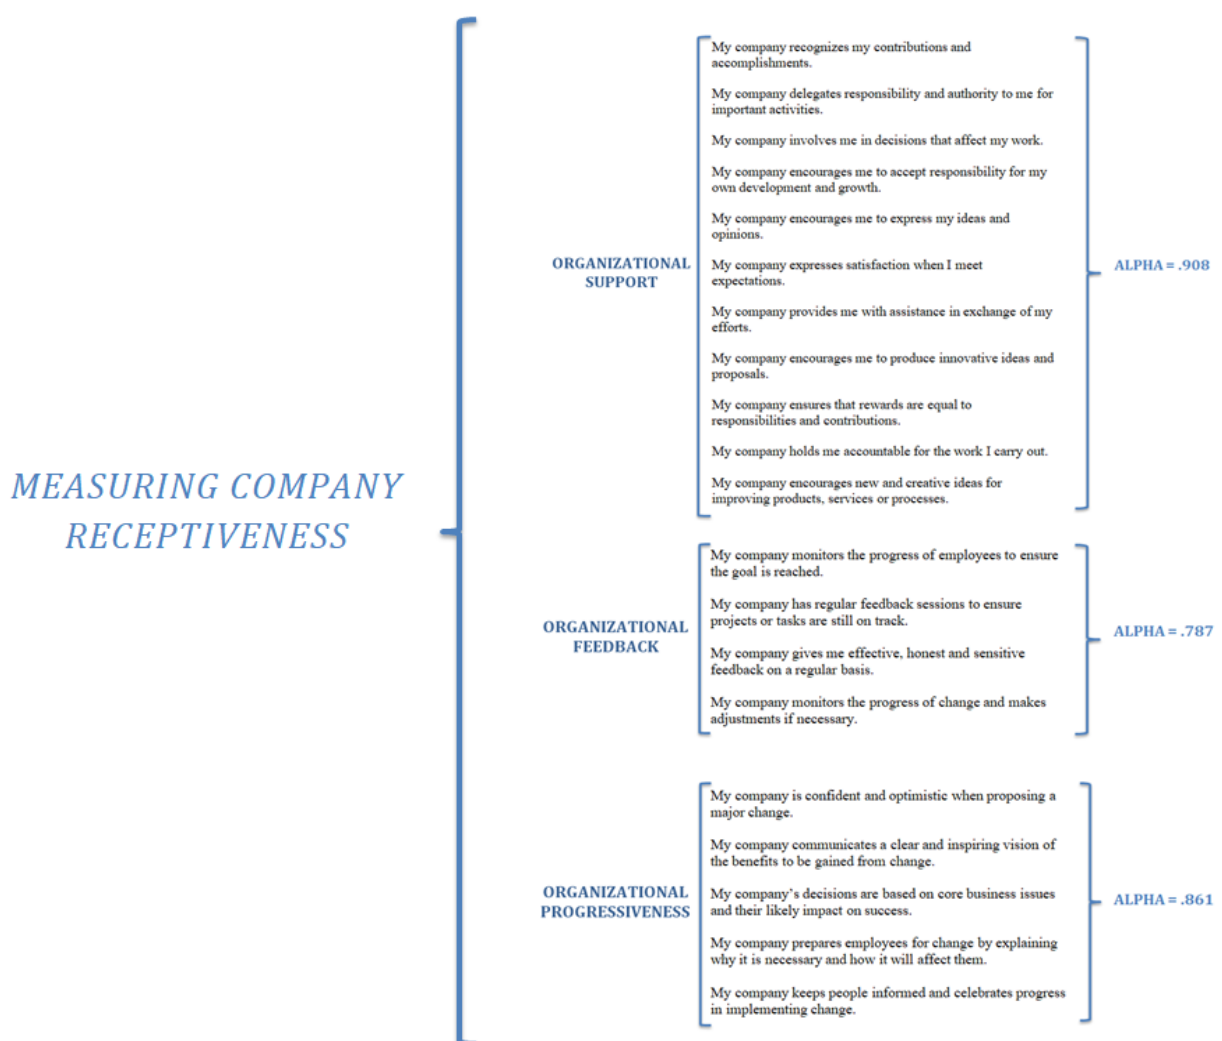 MEASURING COMPANY
RECEPTIVENESS
ORGANIZATIONAL
SUPPORT
My company recognizes my contributions and
accomplishments.
My company delegates responsibility and authority to me for
important activities.
My company involves me in decisions that affect my work.
My company encourages me to accept responsibility for my
own development and growth.
My company encourages me to express my ideas and
opinions.
My company expresses satisfaction when I meet
expectations.
My company provides me with assistance in exchange of my
efforts.
My company encourages me to produce innovative ideas and
proposals.
My company ensures that rewards are equal to
responsibilities and contributions.
My company holds me accountable for the work I carry out.
My company encourages new and creative ideas for
improving products, services or processes.
ALPHA = .908
ORGANIZATIONAL
FEEDBACK
My company monitors the progress of employees to ensure
the goal is reached.
My company has regular feedback sessions to ensure
projects or tasks are still on track.
My company gives me effective, honest and sensitive
feedback on a regular basis.
My company monitors the progress of change and makes
adjustments if necessary.
ALPHA = .787
ORGANIZATIONAL
PROGRESSIVENESS
My company is confident and optimistic when proposing a
major change.
My company communicates a clear and inspiring vision of
the benefits to be gained from change.
My company’s decisions are based on core business issues
and their likely impact on success.
My company prepares employees for change by explaining
why it is necessary and how it will affect them.
My company keeps people informed and celebrates progress
in implementing change.
ALPHA = .861